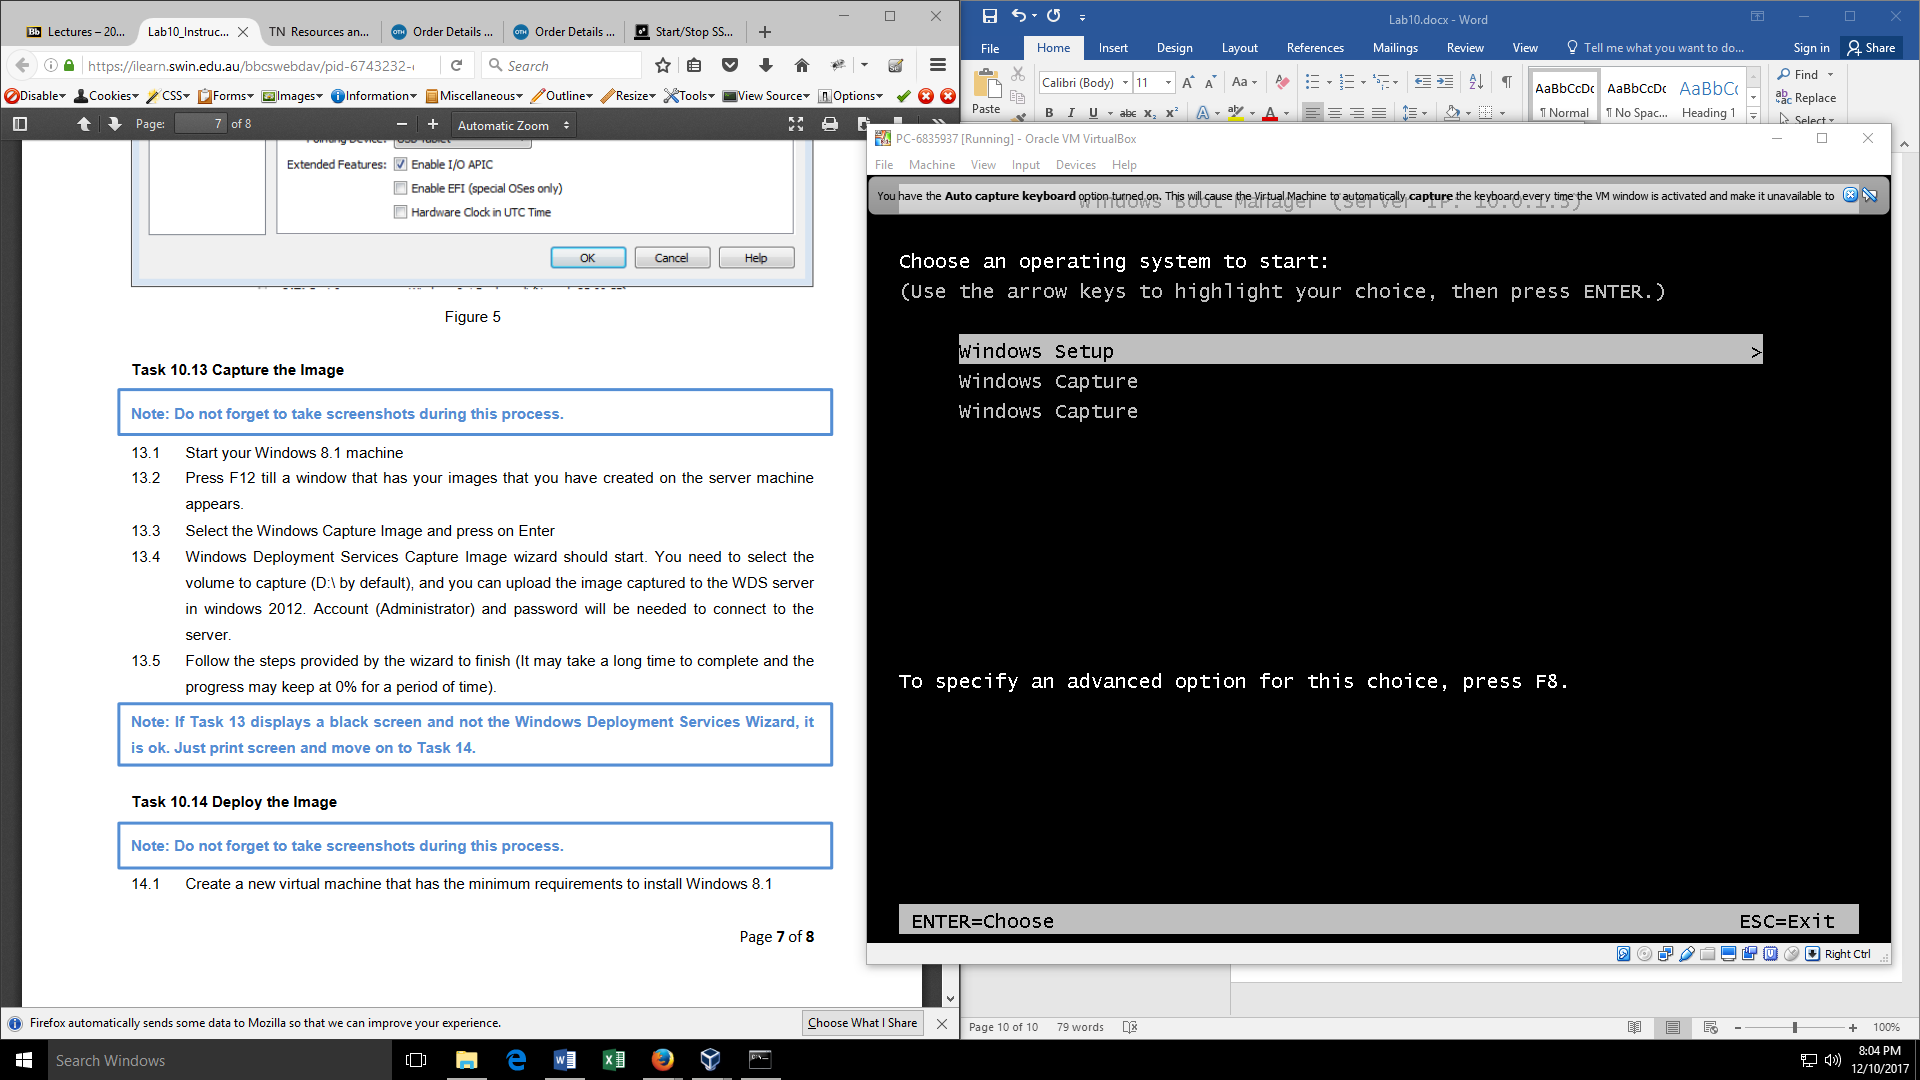 Lectures – 20...
Lab10_Instruc...
TN Resources an...
Order Details ...
Order Details ...
Start/Stop SS...
https://ilearn.swin.edu.au/bbcswebdav/pid-6743232-
Search
Disable
Cookies
CSS
Forms
Images
Information
Miscellaneous
Outline
Resize
Tools
View Source
Options
Page: 7 of 8
Automatic Zoom
Extended Features:
Enable I/O APIC
Enable EFI (special OSes only)
Hardware Clock in UTC Time
OK
Cancel
Help
Figure 5
Task 10.13 Capture the Image
Note: Do not forget to take screenshots during this process.
13.1 Start your Windows 8.1 machine
13.2 Press F12 till a window that has your images that you have created on the server machine
appears.
13.3 Select the Windows Capture Image and press on Enter
13.4 Windows Deployment Services Capture Image wizard should start. You need to select the
volume to capture (D:\ by default), and you can upload the image captured to the WDS server
in windows 2012. Account (Administrator) and password will be needed to connect to the
server.
13.5 Follow the steps provided by the wizard to finish (It may take a long time to complete and the
progress may keep at 0% for a period of time).
Note: If Task 13 displays a black screen and not the Windows Deployment Services Wizard, it
is ok. Just print screen and move on to Task 14.
Task 10.14 Deploy the Image
Note: Do not forget to take screenshots during this process.
14.1 Create a new virtual machine that has the minimum requirements to install Windows 8.1
Page 7 of 8
Firefox automatically sends some data to Mozilla so that we can improve your experience.
Choose What I Share
Lab10.docx - Word
File
Home
Insert
Design
Layout
References
Mailings
Review
View
Tell me what you want to do...
Sign in
Share
Paste
Calibri (Body)
11
AaBbCcDc
¶ Normal
AaBbCcDc
¶ No Spac...
AaBbCc
Heading 1
Find
Replace
Select
PC-6835937 [Running] - Oracle VM VirtualBox
File
Machine
View
Input
Devices
Help
You have the Auto capture keyboard option turned on. This will cause the Virtual Machine to automatically capture the keyboard every time the VM window is activated and make it unavailable to
Windows Boot Manager (Server IP: 10.0.1.5)
Choose an operating system to start:
(Use the arrow keys to highlight your choice, then press ENTER.)
Windows Setup >
Windows Capture
Windows Capture
To specify an advanced option for this choice, press F8.
ENTER=Choose
ESC=Exit
Right Ctrl
Page 10 of 10
79 words
100%
Search Windows
8:04 PM
12/10/2017